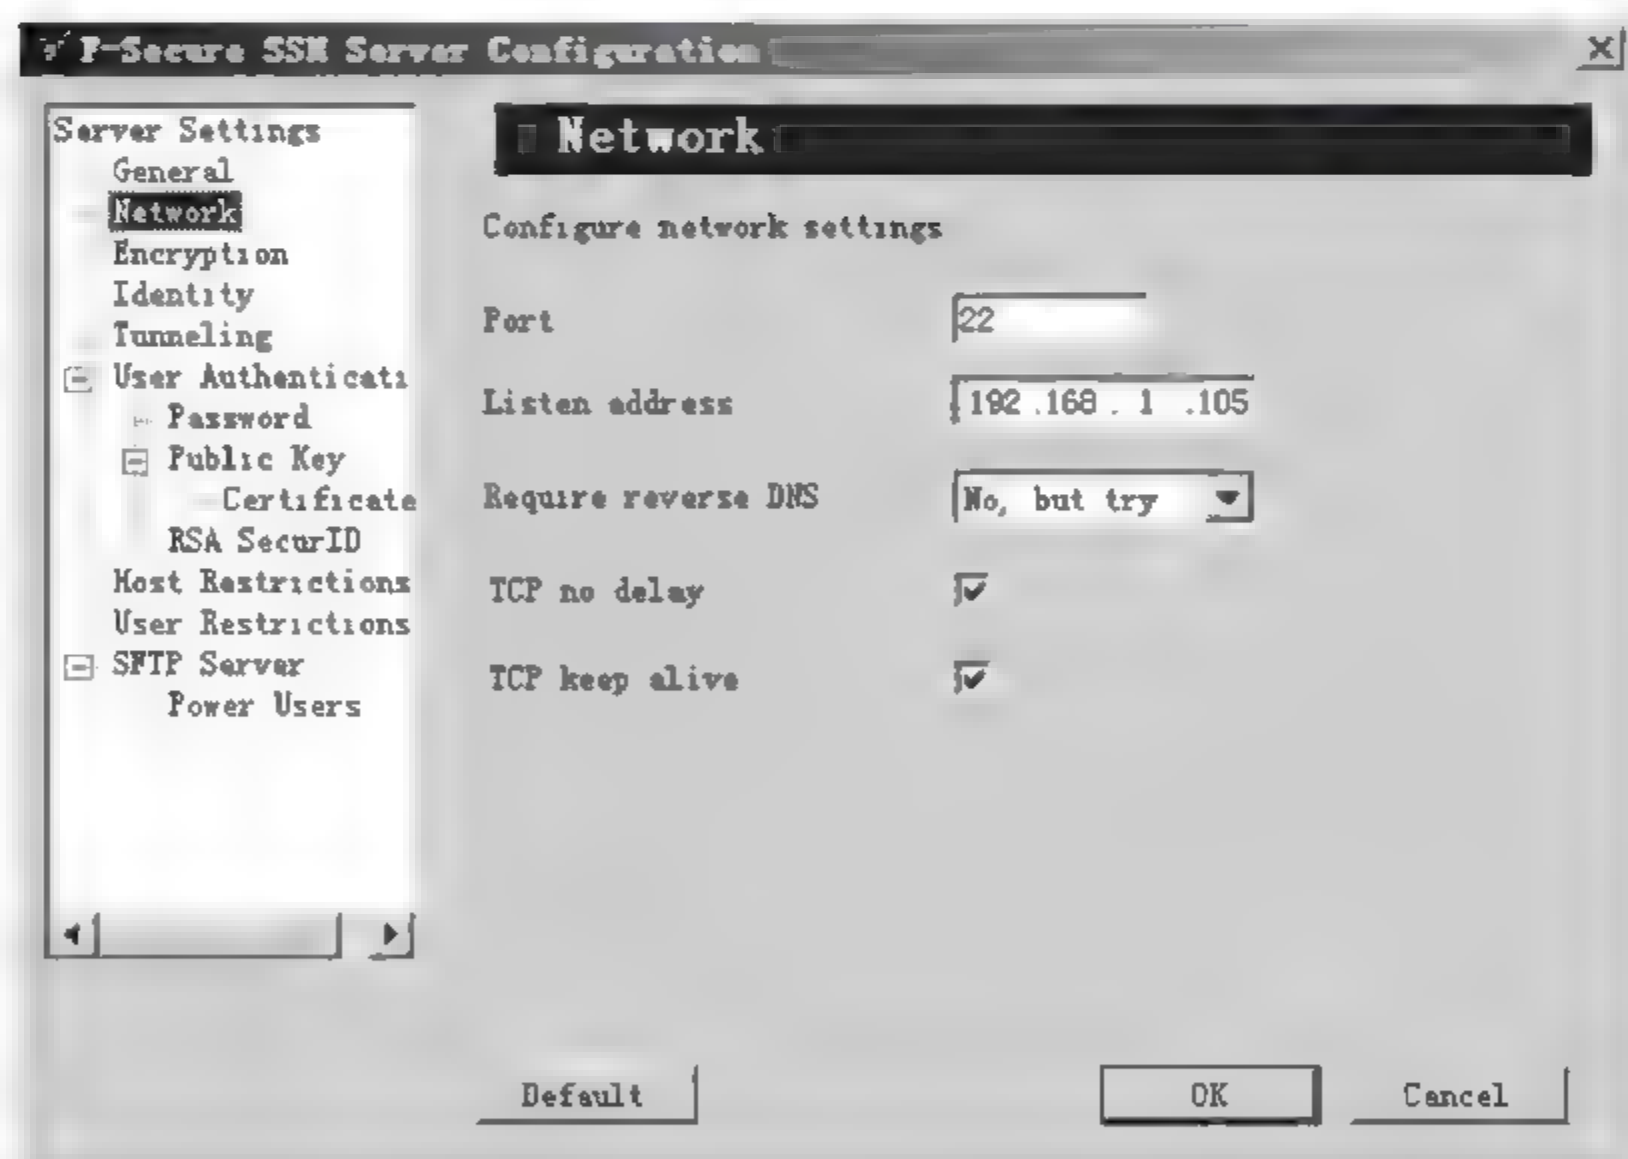 F-Secure SSH Server Configuration
Server Settings
General
Network
Encryption
Identity
Tunneling
User Authenticati
Password
Public Key
Certificate
RSA SecurID
Host Restrictions
User Restrictions
SFTP Server
Power Users
Network
Configure network settings
Port 22
Listen address 192.168.1.105
Require reverse DNS No, but try
TCP no delay
TCP keep alive
Default OK Cancel